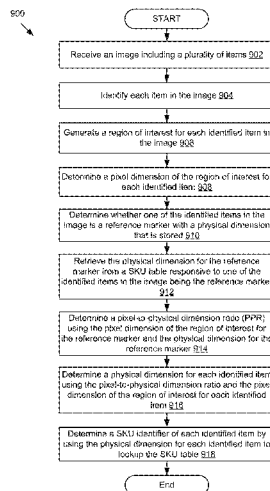 900
START
Receive an image including a plurality of items 902
Identify each item in the image 904
Generate a region of interest for each identified item in
the image 906
Determine a pixel dimension of the region of interest for
each identified item 908
Determine whether one of the identified items in the
image is a reference marker with a physical dimension
that is stored 910
Retrieve the physical dimension for the reference
marker from a SKU table responsive to one of the
identified items in the image being the reference marker
912
Determine a pixel-to-physical dimension ratio (PPR)
using the pixel dimension of the region of interest for
the reference marker and the physical dimension for the
reference marker 914
Determine a physical dimension for each identified item
using the pixel-to-physical dimension ratio and the pixel
dimension of the region of interest for each identified
item 916
Determine a SKU identifier of each identified item by
using the physical dimension for each identified item to
lookup the SKU table 918
End